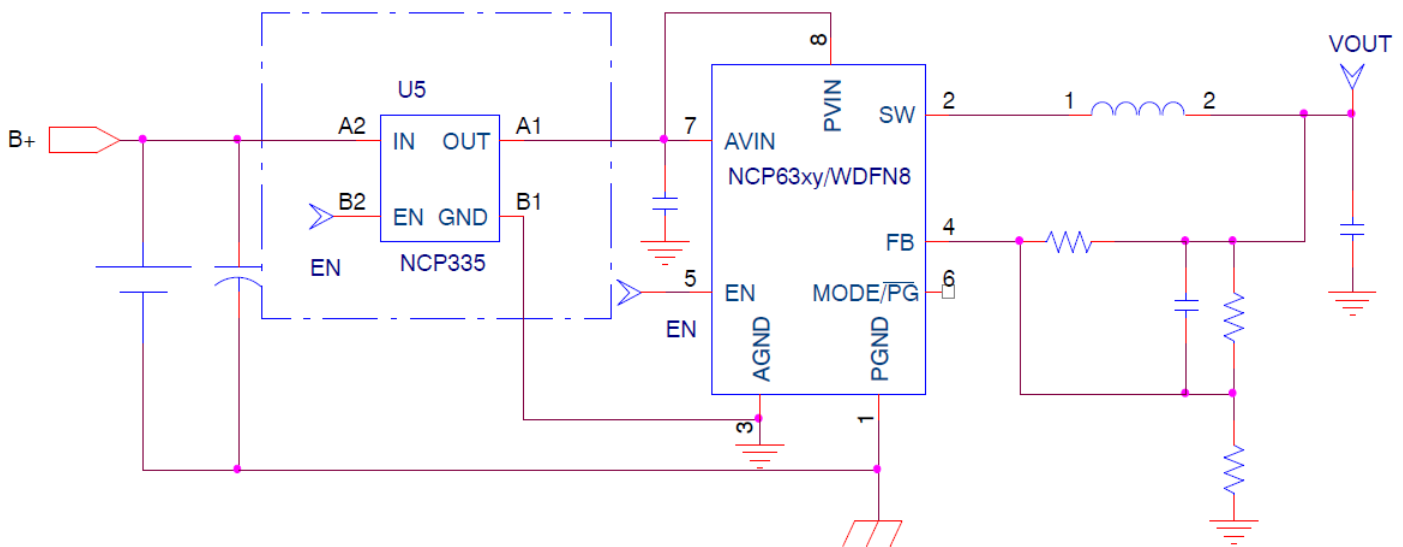 VOUT
8
U5
PVIN
SW
2
1
2
B+
A2
IN
OUT
A1
7
AVIN
NCP63xy/WDFN8
B2
EN
GND
B1
FB
4
EN
NCP335
5
EN
MODE/PG
6
EN
AGND
PGND
3
1